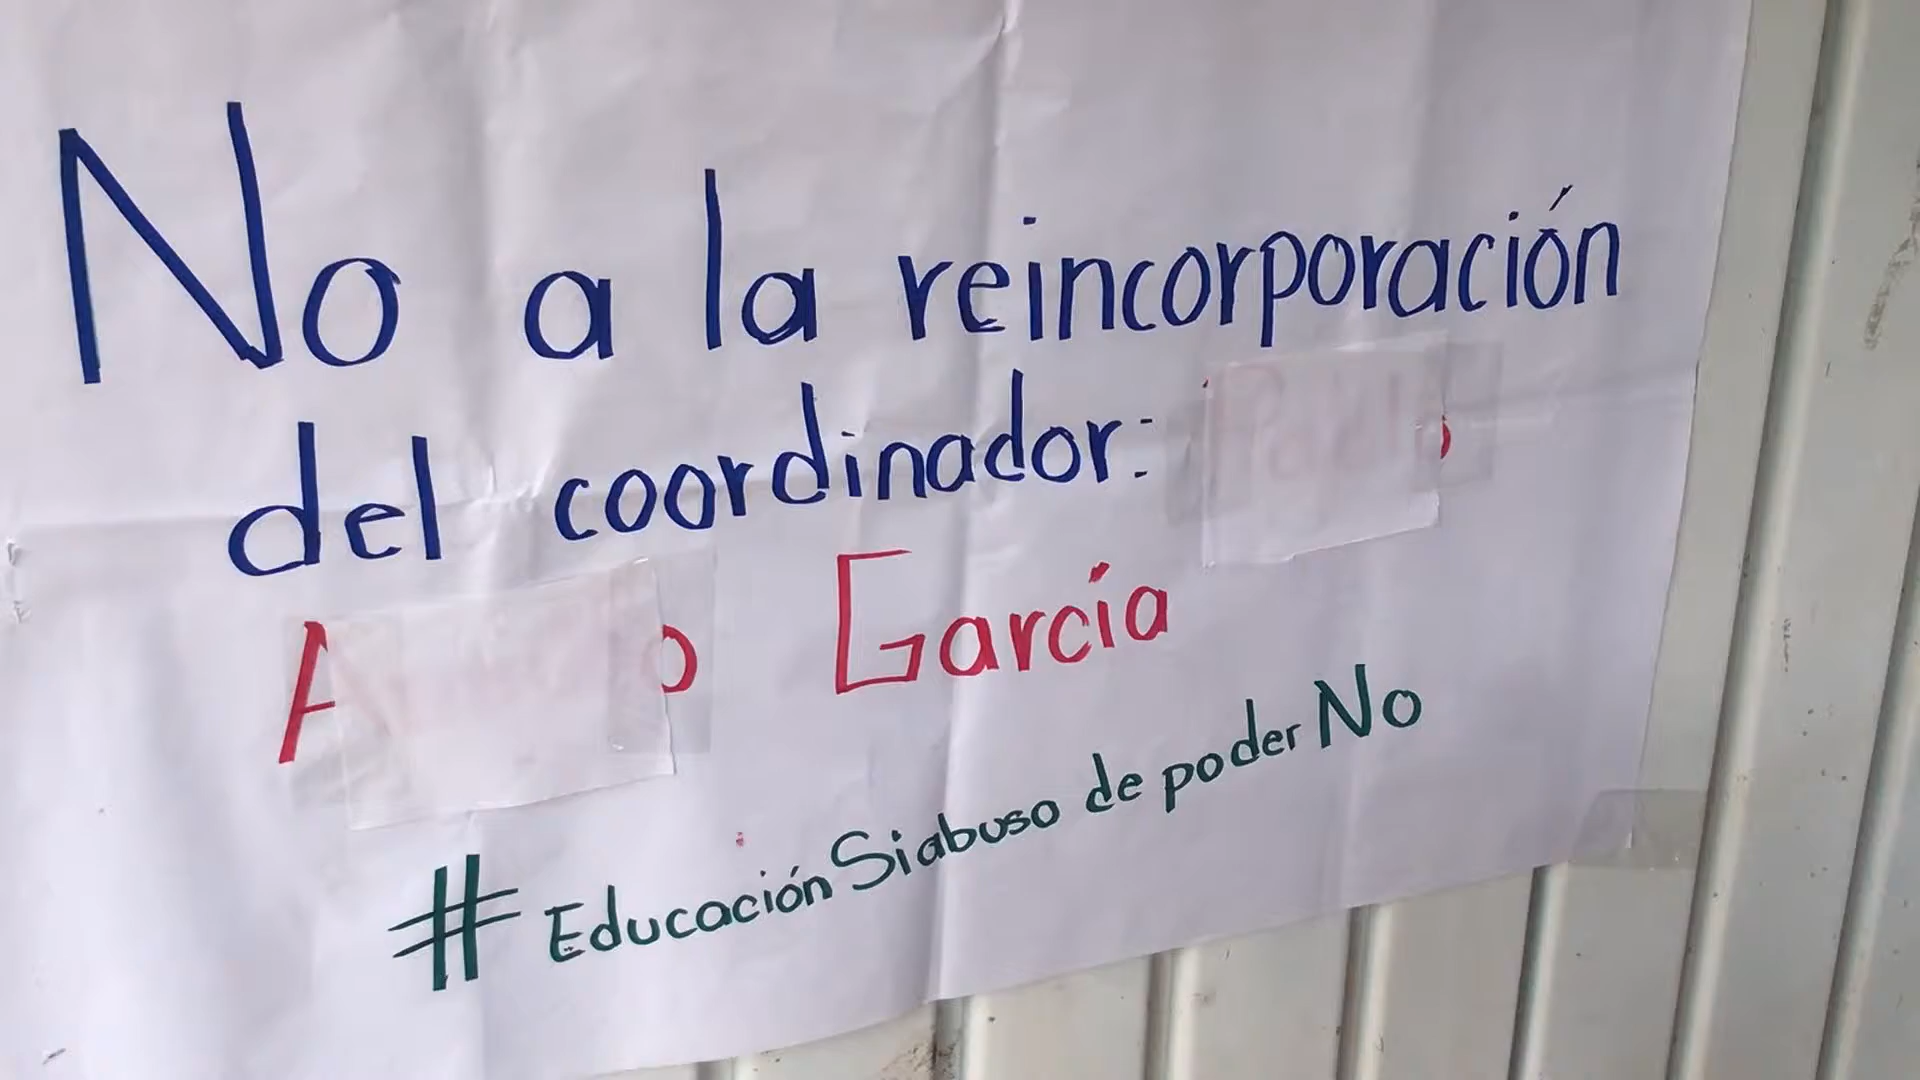 No a la reincorporación
del coordinador:
García
#EducaciónSiabuso de poder No